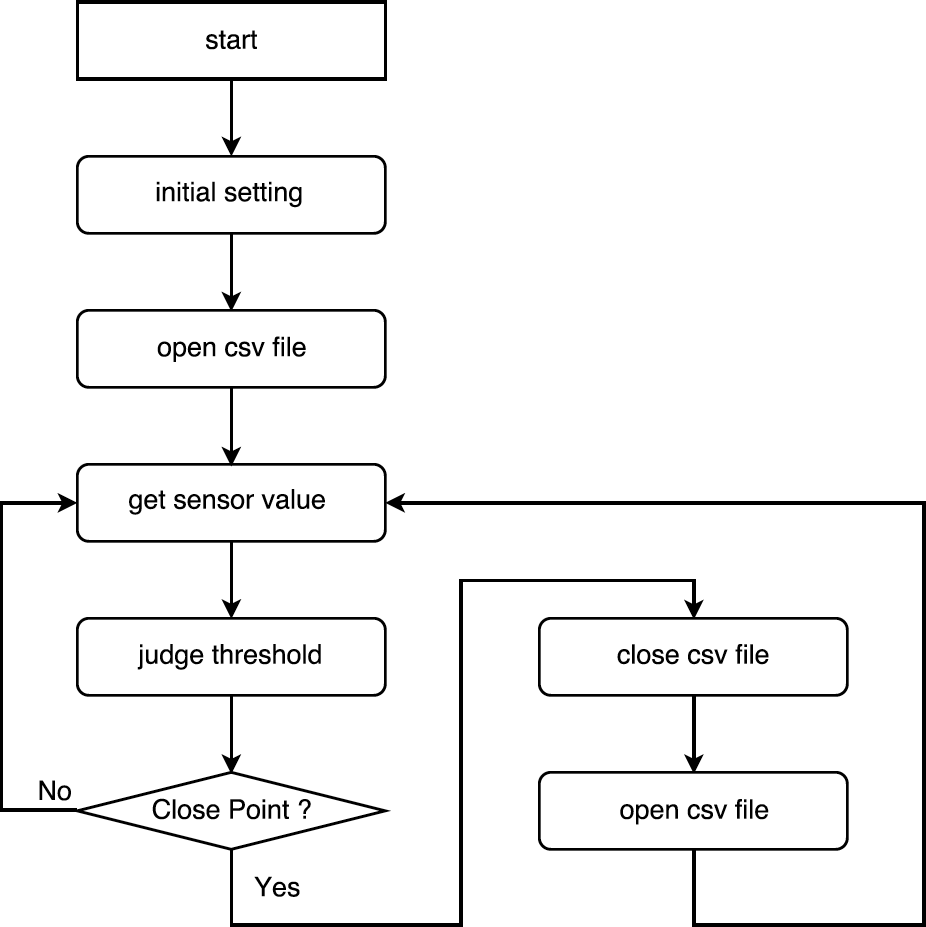 start
initial setting
open csv file
get sensor value
judge threshold
No
Close Point ?
Yes
close csv file
open csv file